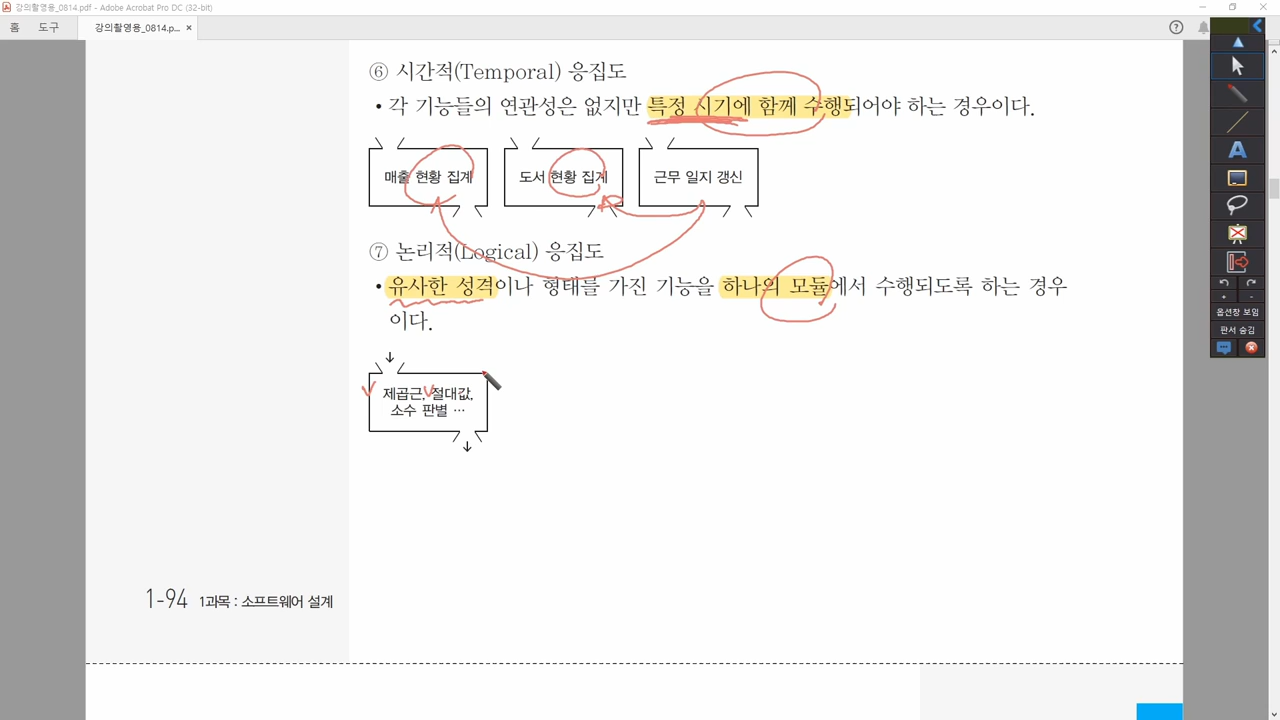 강의촬영용_0814.pdf - Adobe Acrobat Pro DC (32-bit)
홈 도구 강의촬영용_0814.p... ×
⑥ 시간적(Temporal) 응집도
• 각 기능들의 연관성은 없지만 특정 시기에 함께 수행되어야 하는 경우이다.
매출 현황 집계
도서 현황 집계
근무 일지 갱신
⑦ 논리적(Logical) 응집도
• 유사한 성격이나 형태를 가진 기능을 하나의 모듈에서 수행되도록 하는 경우
이다.
제곱근, 절대값,
소수 판별 …
1-94 1과목 : 소프트웨어 설계
옵션창 보임
판서 숨김